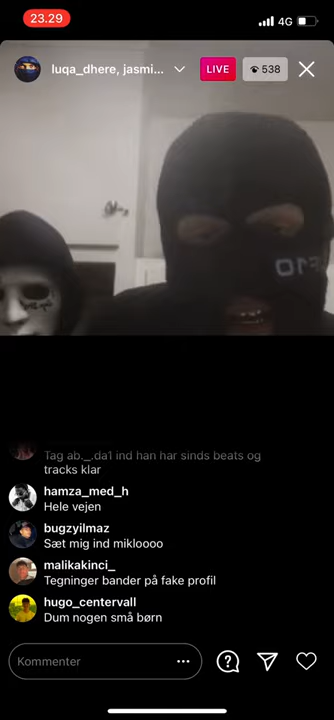 23.29
4G
luqa_dhere, jasmi...
LIVE
538
Tag ab._.da1 ind han har sinds beats og
tracks klar
hamza_med_h
Hele vejen
bugzyilmaz
Sæt mig ind mikloooo
malikakinci_
Tegninger bander på fake profil
hugo_centervall
Dum nogen små børn
Kommenter